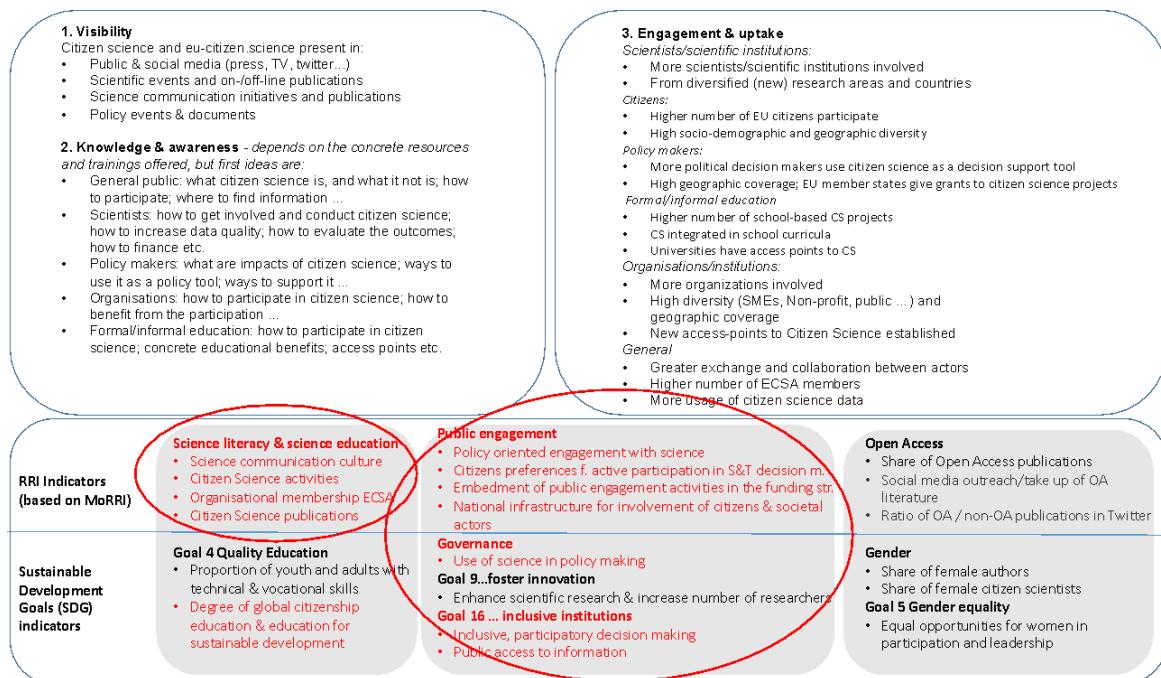 1. Visibility
Citizen science and eu-citizen.science present in:
• Public & social media (press, TV, twitter…)
• Scientific events and on-/off-line publications
• Science communication initiatives and publications
• Policy events & documents
2. Knowledge & awareness - depends on the concrete resources
and trainings offered, but first ideas are:
• General public: what citizen science is, and what it not is; how
to participate; where to find information ...
• Scientists: how to get involved and conduct citizen science;
how to increase data quality; how to evaluate the outcomes;
how to finance etc.
• Policy makers: what are impacts of citizen science; ways to
use it as a policy tool; ways to support it ...
• Organisations: how to participate in citizen science; how to
benefit from the participation ...
• Formal/informal education: how to participate in citizen
science; concrete educational benefits; access points etc.
3. Engagement & uptake
Scientists/scientific institutions:
• More scientists/scientific institutions involved
• From diversified (new) research areas and countries
Citizens:
• Higher number of EU citizens participate
• High socio-demographic and geographic diversity
Policy makers:
• More political decision makers use citizen science as a decision support tool
• High geographic coverage; EU member states give grants to citizen science projects
Formal/informal education
• Higher number of school-based CS projects
• CS integrated in school curricula
• Universities have access points to CS
Organisations/institutions:
• More organizations involved
• High diversity (SMEs, Non-profit, public ...) and
geographic coverage
• New access-points to Citizen Science established
General
• Greater exchange and collaboration between actors
• Higher number of ECSA members
• More usage of citizen science data
RRI Indicators
(based on MoRRI)
Science literacy & science education
• Science communication culture
• Citizen Science activities
• Organisational membership ECSA
• Citizen Science publications
Public engagement
• Policy oriented engagement with science
• Citizens preferences f. active participation in S&T decision m.
• Embedment of public engagement activities in the funding str.
• National infrastructure for involvement of citizens & societal
actors
Open Access
• Share of Open Access publications
• Social media outreach/take up of OA
literature
• Ratio of OA / non-OA publications in Twitter
Sustainable
Development
Goals (SDG)
indicators
Goal 4 Quality Education
• Proportion of youth and adults with
technical & vocational skills
• Degree of global citizenship
education & education for
sustainable development
Governance
• Use of science in policy making
Goal 9...foster innovation
• Enhance scientific research & increase number of researchers
Goal 16 ... inclusive institutions
• Inclusive, participatory decision making
• Public access to information
Gender
• Share of female authors
• Share of female citizen scientists
Goal 5 Gender equality
• Equal opportunities for women in
participation and leadership